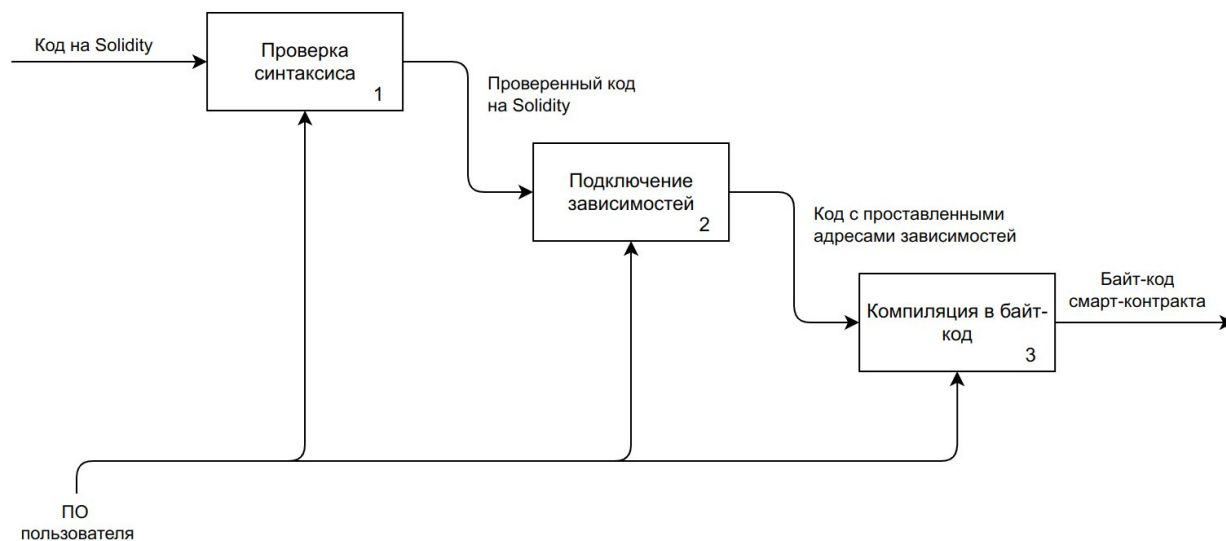 Код на Solidity
Проверка
синтаксиса
1
Проверенный код
на Solidity
Подключение
зависимостей
2
Код с проставленными
адресами зависимостей
Компиляция в байт-
код
3
Байт-код
смарт-контракта
ПО
пользователя